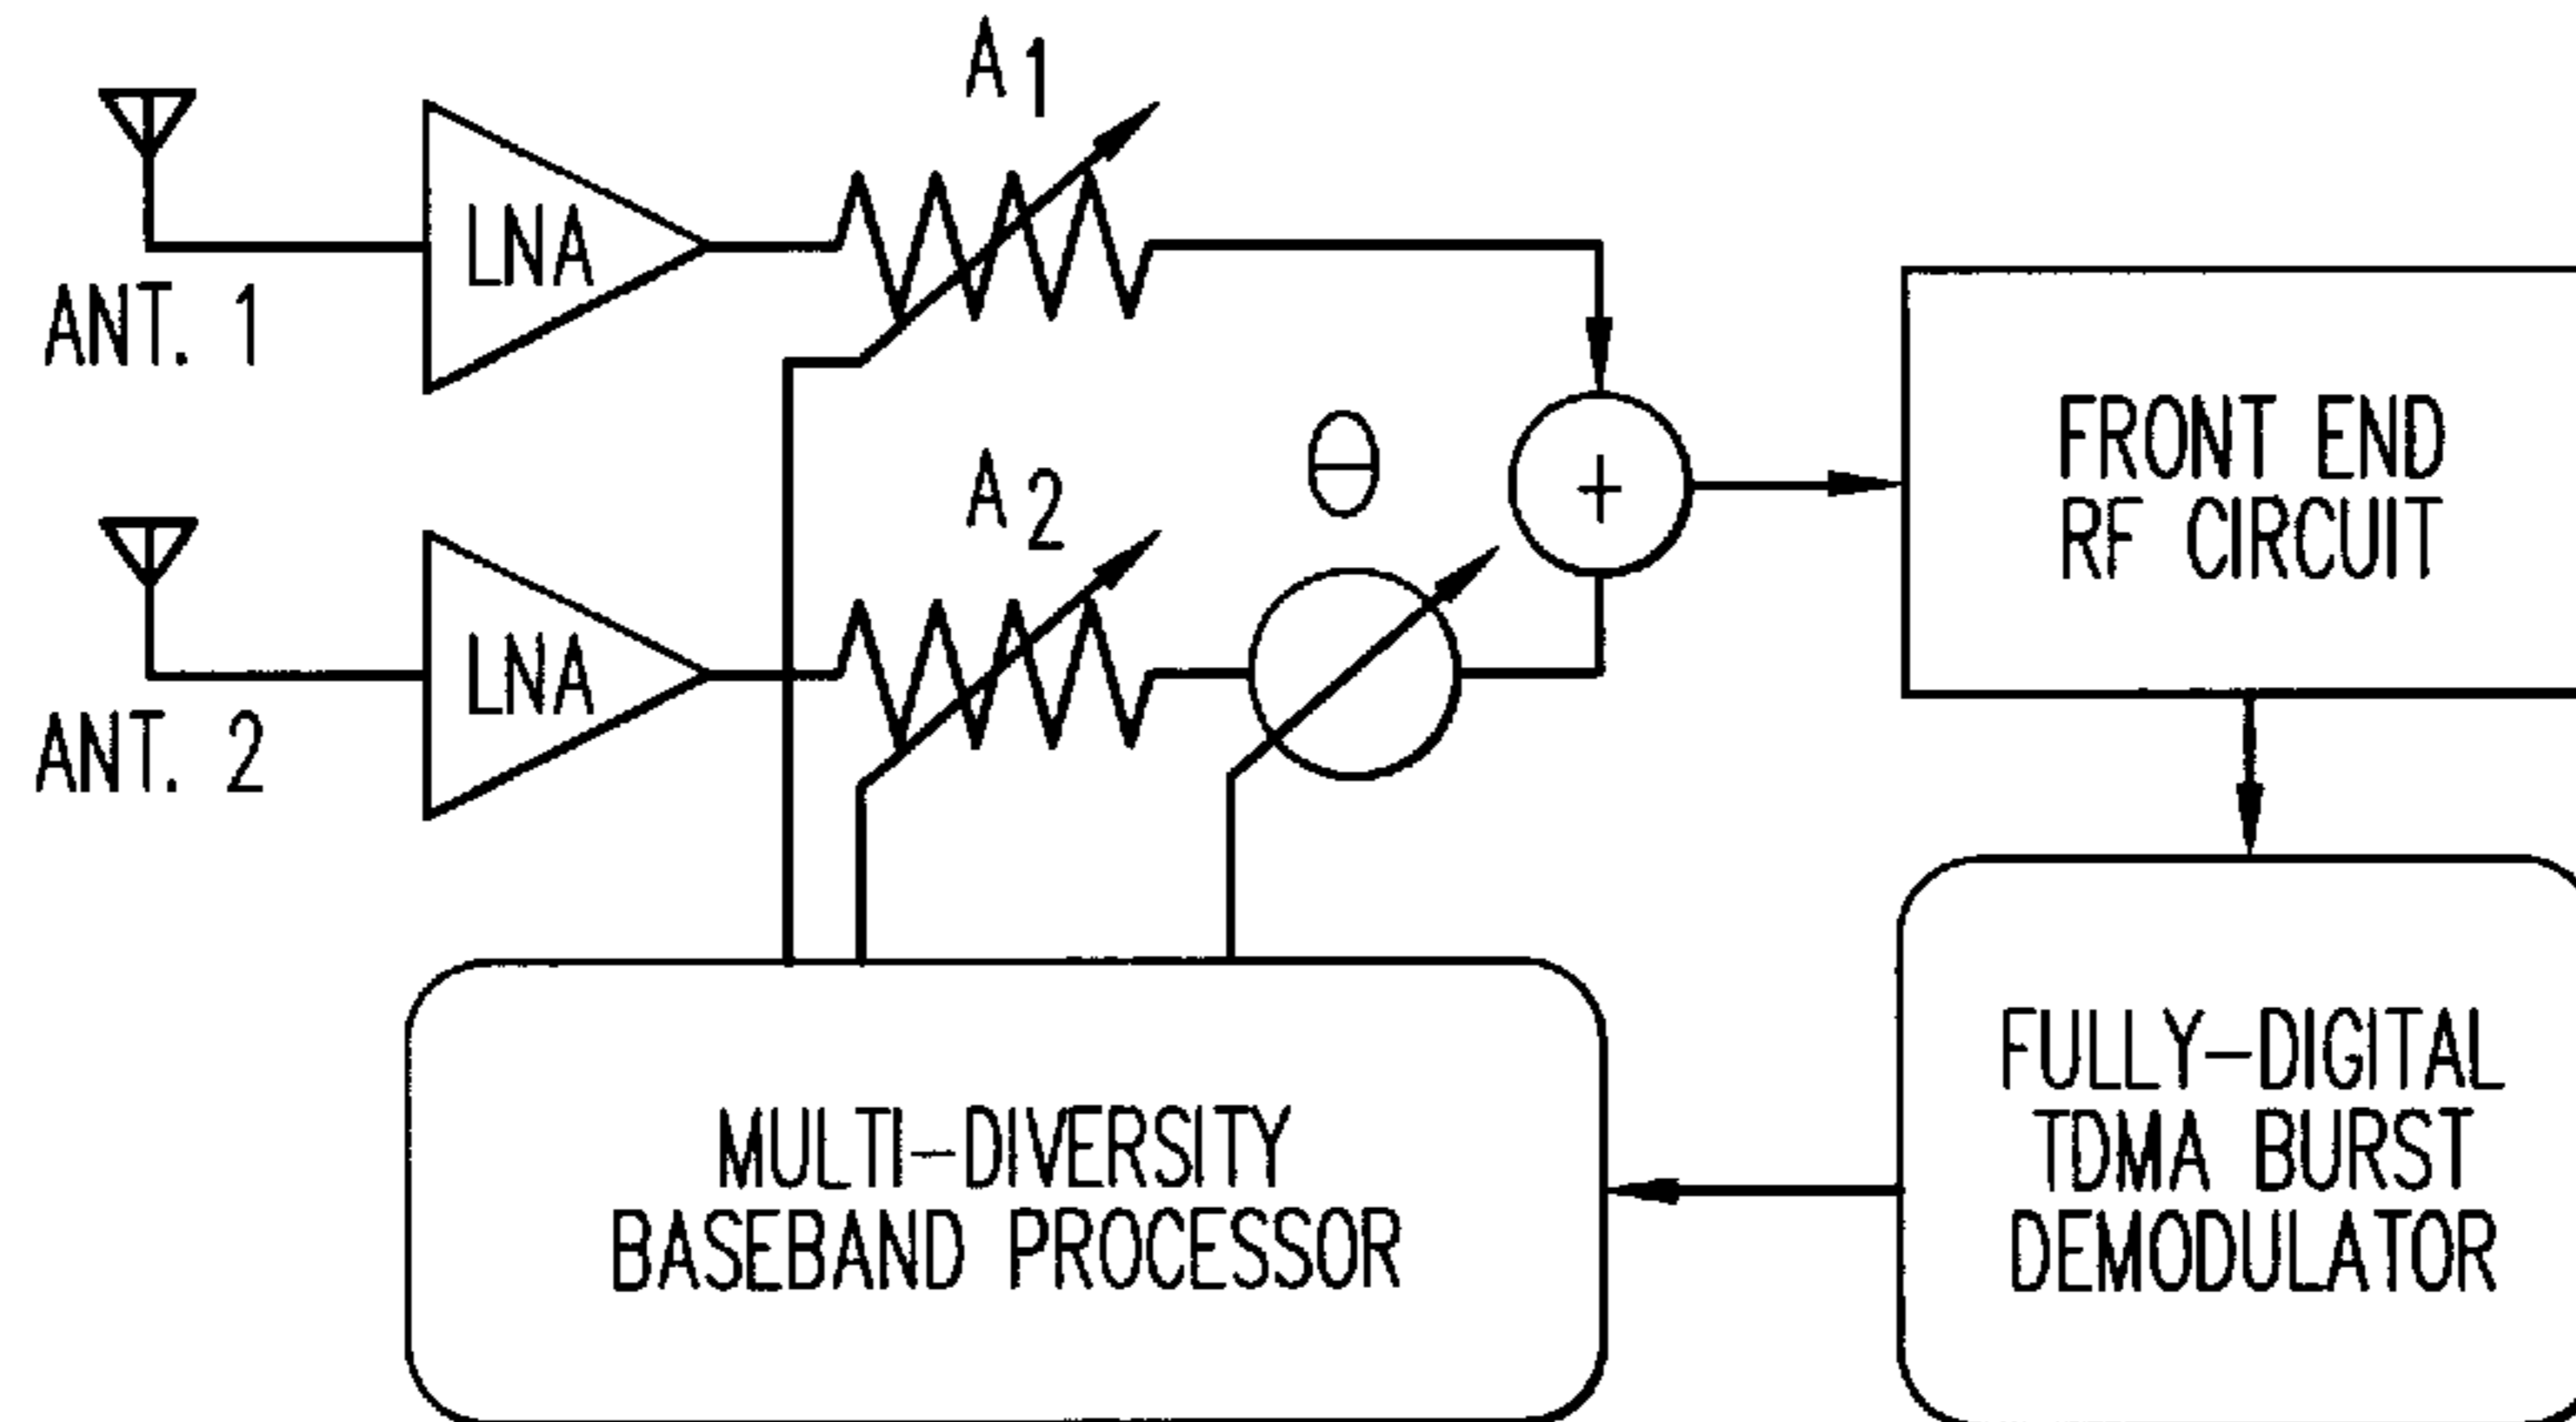 A1
LNA
ANT. 1
A2
θ
+
FRONT END
RF CIRCUIT
LNA
ANT. 2
MULTI-DIVERSITY
BASEBAND PROCESSOR
FULLY-DIGITAL
TDMA BURST
DEMODULATOR